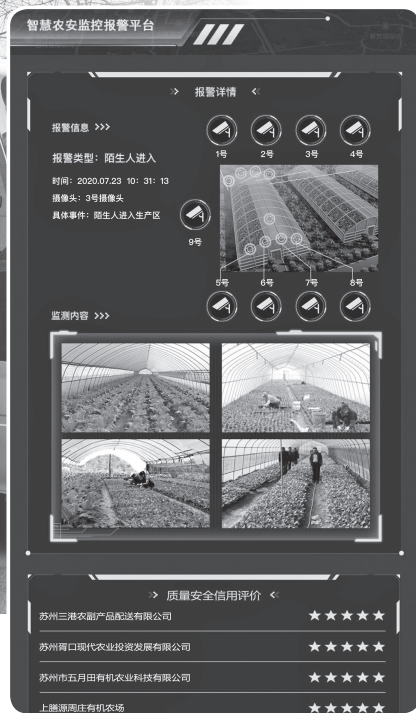 智慧农安监控报警平台
报警详情
报警信息 >>>
1号 2号 3号 4号
报警类型：陌生人进入
时间：2020.07.23 10：31：13
摄像头：3号摄像头
具体事件：陌生人进入生产区
9号
5号 6号 7号 8号
监测内容 >>>
质量安全信用评价
苏州三港农副产品配送有限公司 ★★★★★
苏州胥口现代农业投资发展有限公司 ★★★★★
苏州市五月田有机农业科技有限公司 ★★★★★
上膳源周庄有机农场 ★★★★★